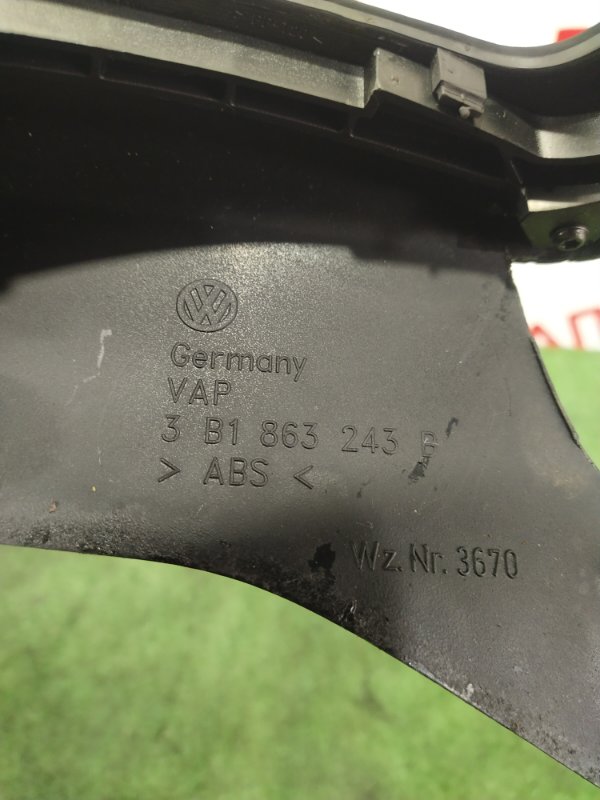 Germany
VAP
3 B1 863 243 B
> ABS <
Wz. Nr. 3670